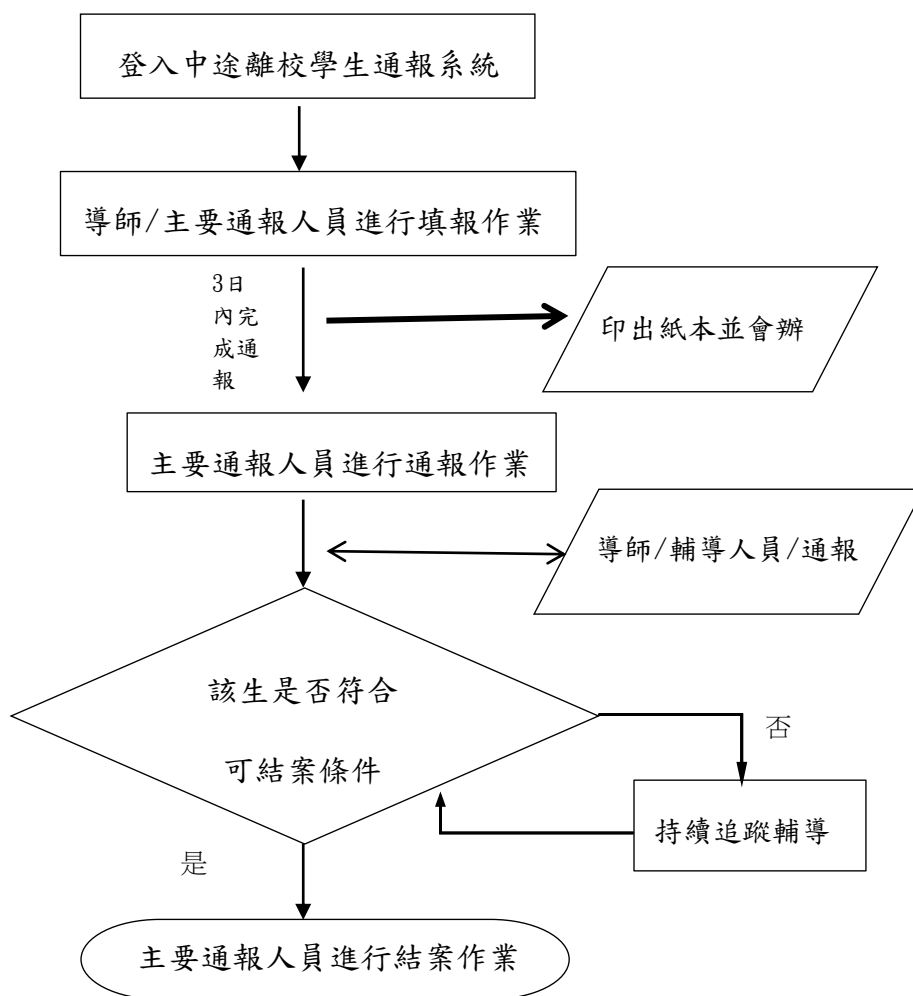 登入中途離校學生通報系統
導師/主要通報人員進行填報作業
3日
內完
成通
報
印出紙本並會辦
主要通報人員進行通報作業
導師/輔導人員/通報
該生是否符合
可結案條件
否
持續追蹤輔導
是
主要通報人員進行結案作業